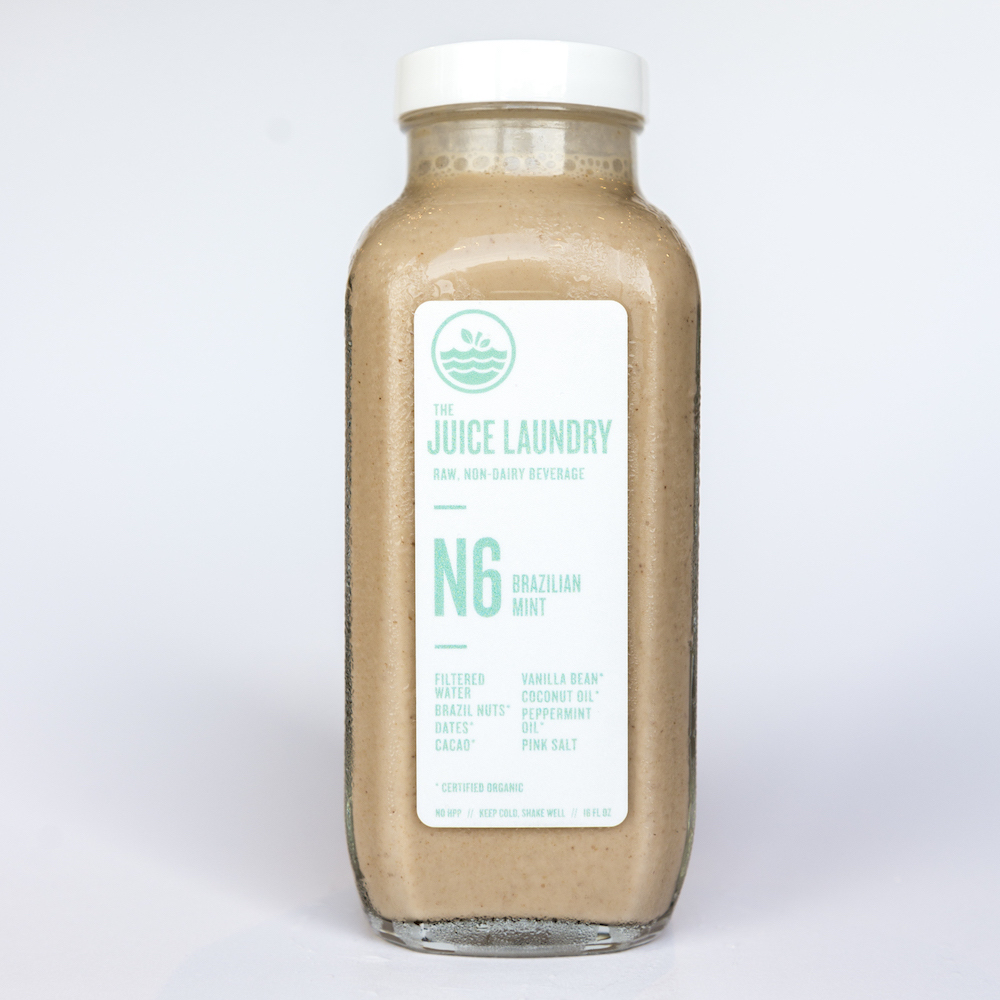 THE
JUICE LAUNDRY
RAW, NON-DAIRY BEVERAGE
N6
BRAZILIAN
MINT
FILTERED
WATER
BRAZIL NUTS*
DATES*
CACAO*
VANILLA BEAN*
COCONUT OIL*
PEPPERMINT
OIL*
PINK SALT
* CERTIFIED ORGANIC
NO HPP // KEEP COLD, SHAKE WELL // 16 FL OZ